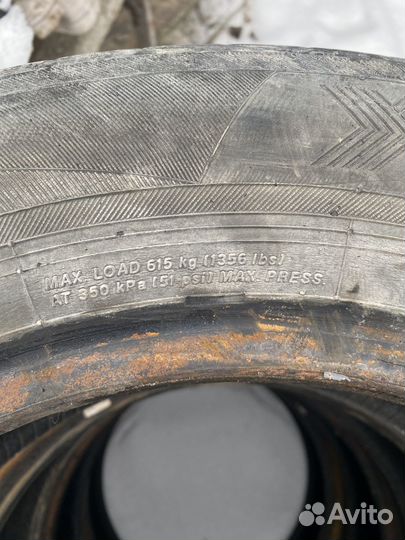 MAX. LOAD 615 kg (1356 lbs)
AT 350 kPa (51 psi) MAX. PRESS.
Avito